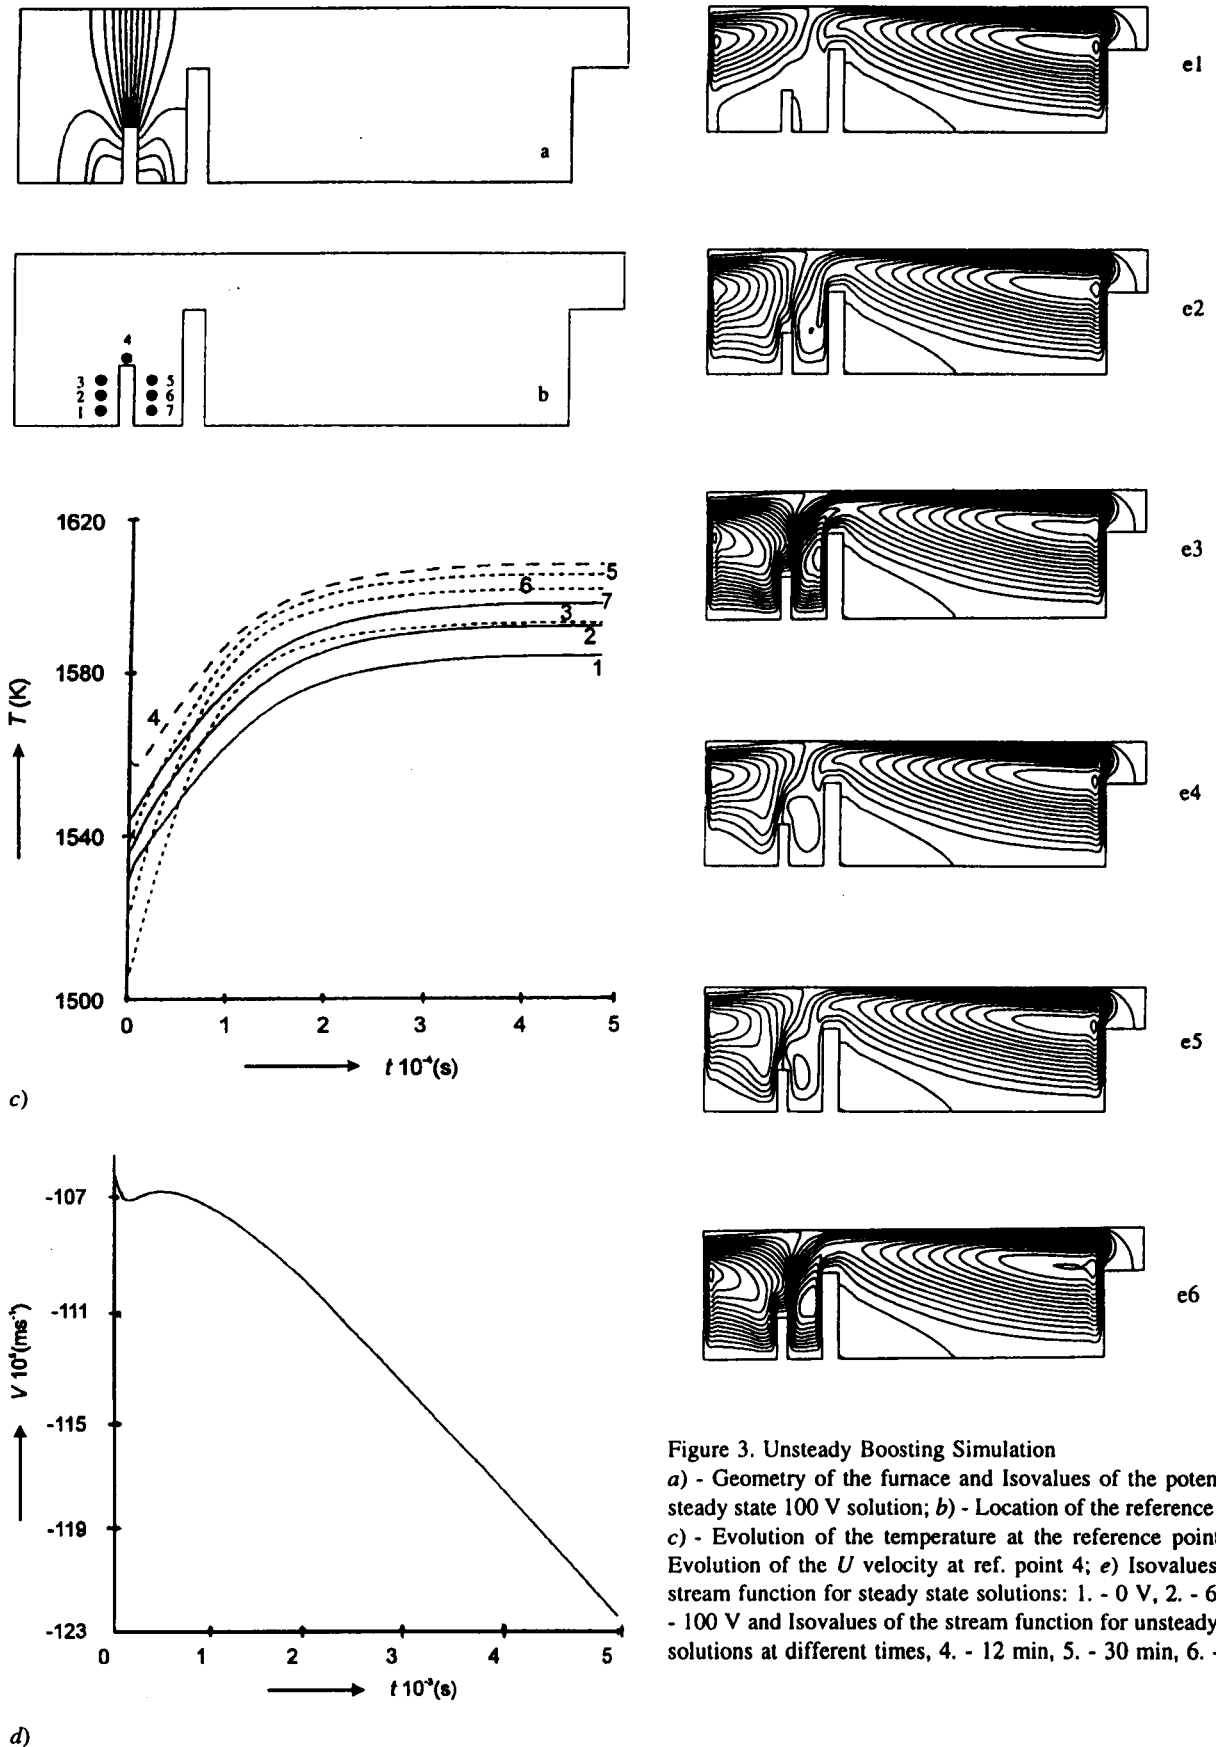 a
4
3
5
2
6
1
7
b
1620
1580
1540
1500
T (K)
4
5
6
7
3
2
1
0
1
2
3
4
5
t 10⁻⁴(s)
c)
-107
-111
-115
-119
-123
0
1
2
3
4
5
t 10⁻³(s)
d)
e1
e2
e3
e4
e5
e6
Figure 3. Unsteady Boosting Simulation
a) - Geometry of the furnace and Isovalues of the poten
steady state 100 V solution; b) - Location of the reference
c) - Evolution of the temperature at the reference point
Evolution of the U velocity at ref. point 4; e) Isovalues
stream function for steady state solutions: 1. - 0 V, 2. - 6
- 100 V and Isovalues of the stream function for unsteady
solutions at different times, 4. - 12 min, 5. - 30 min, 6. -